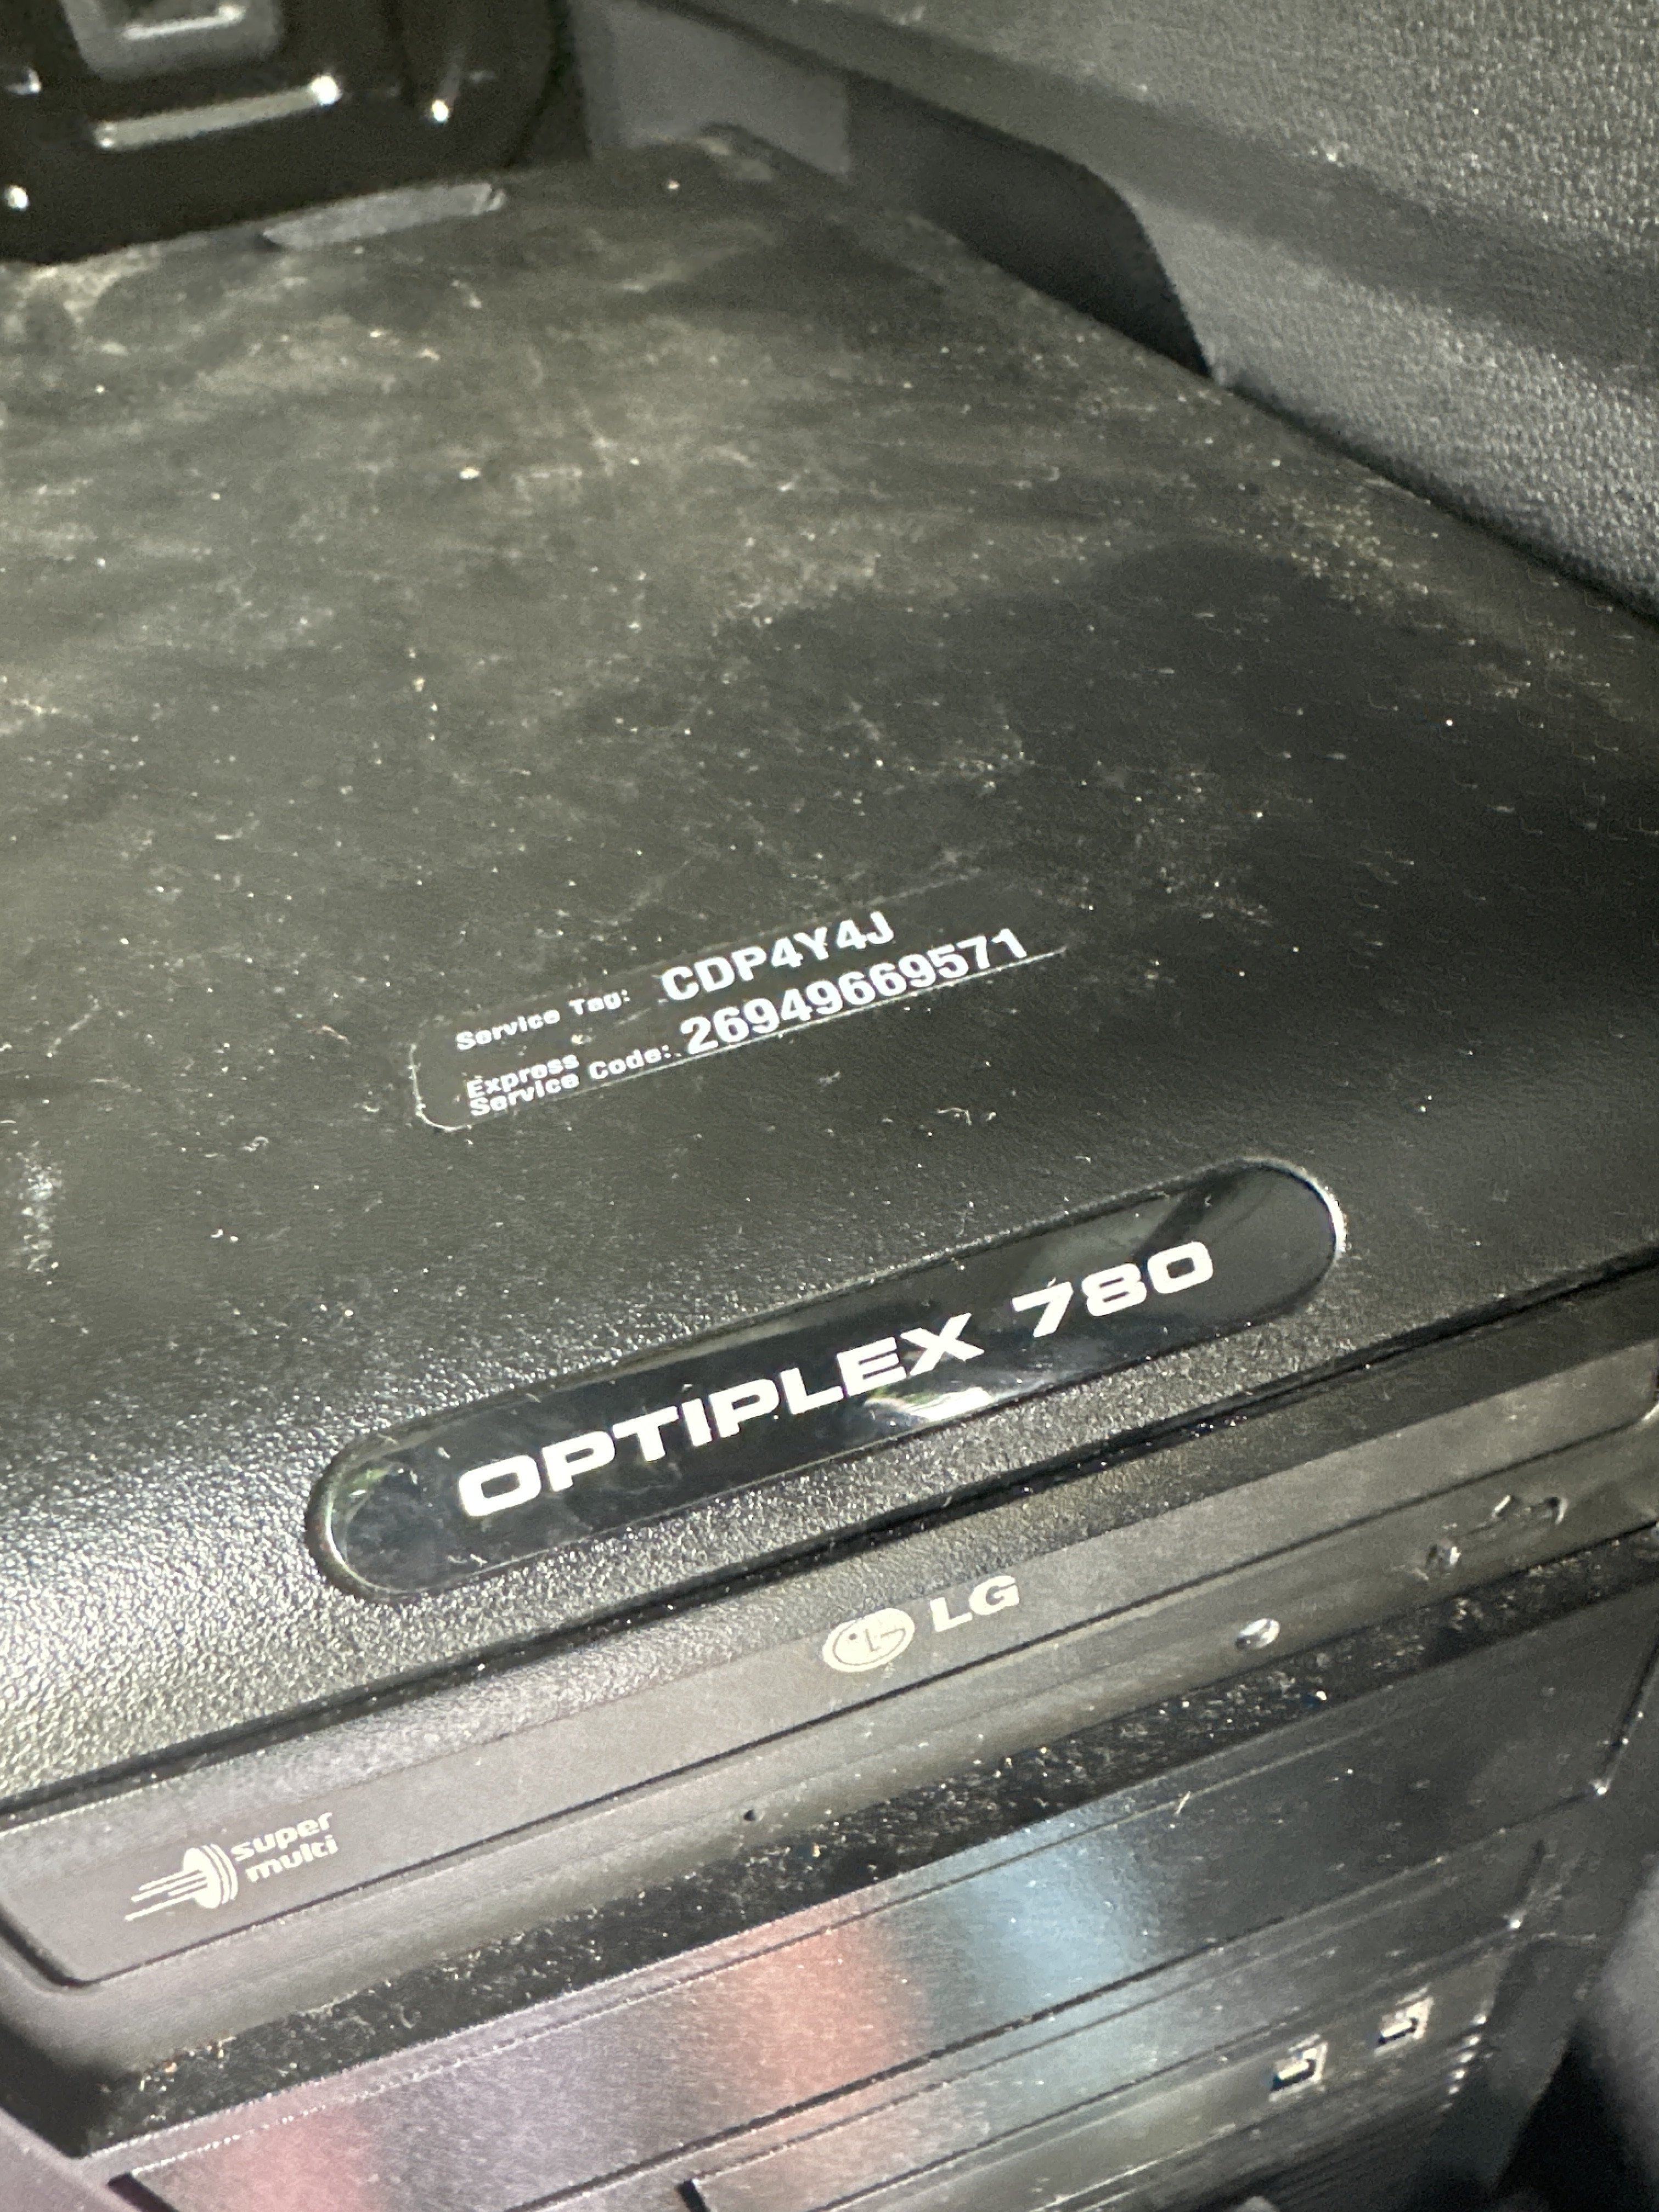 Service Tag: CDP4Y4J
Express
Service Code: 26949669571
OPTIPLEX 780
LG
super
multi